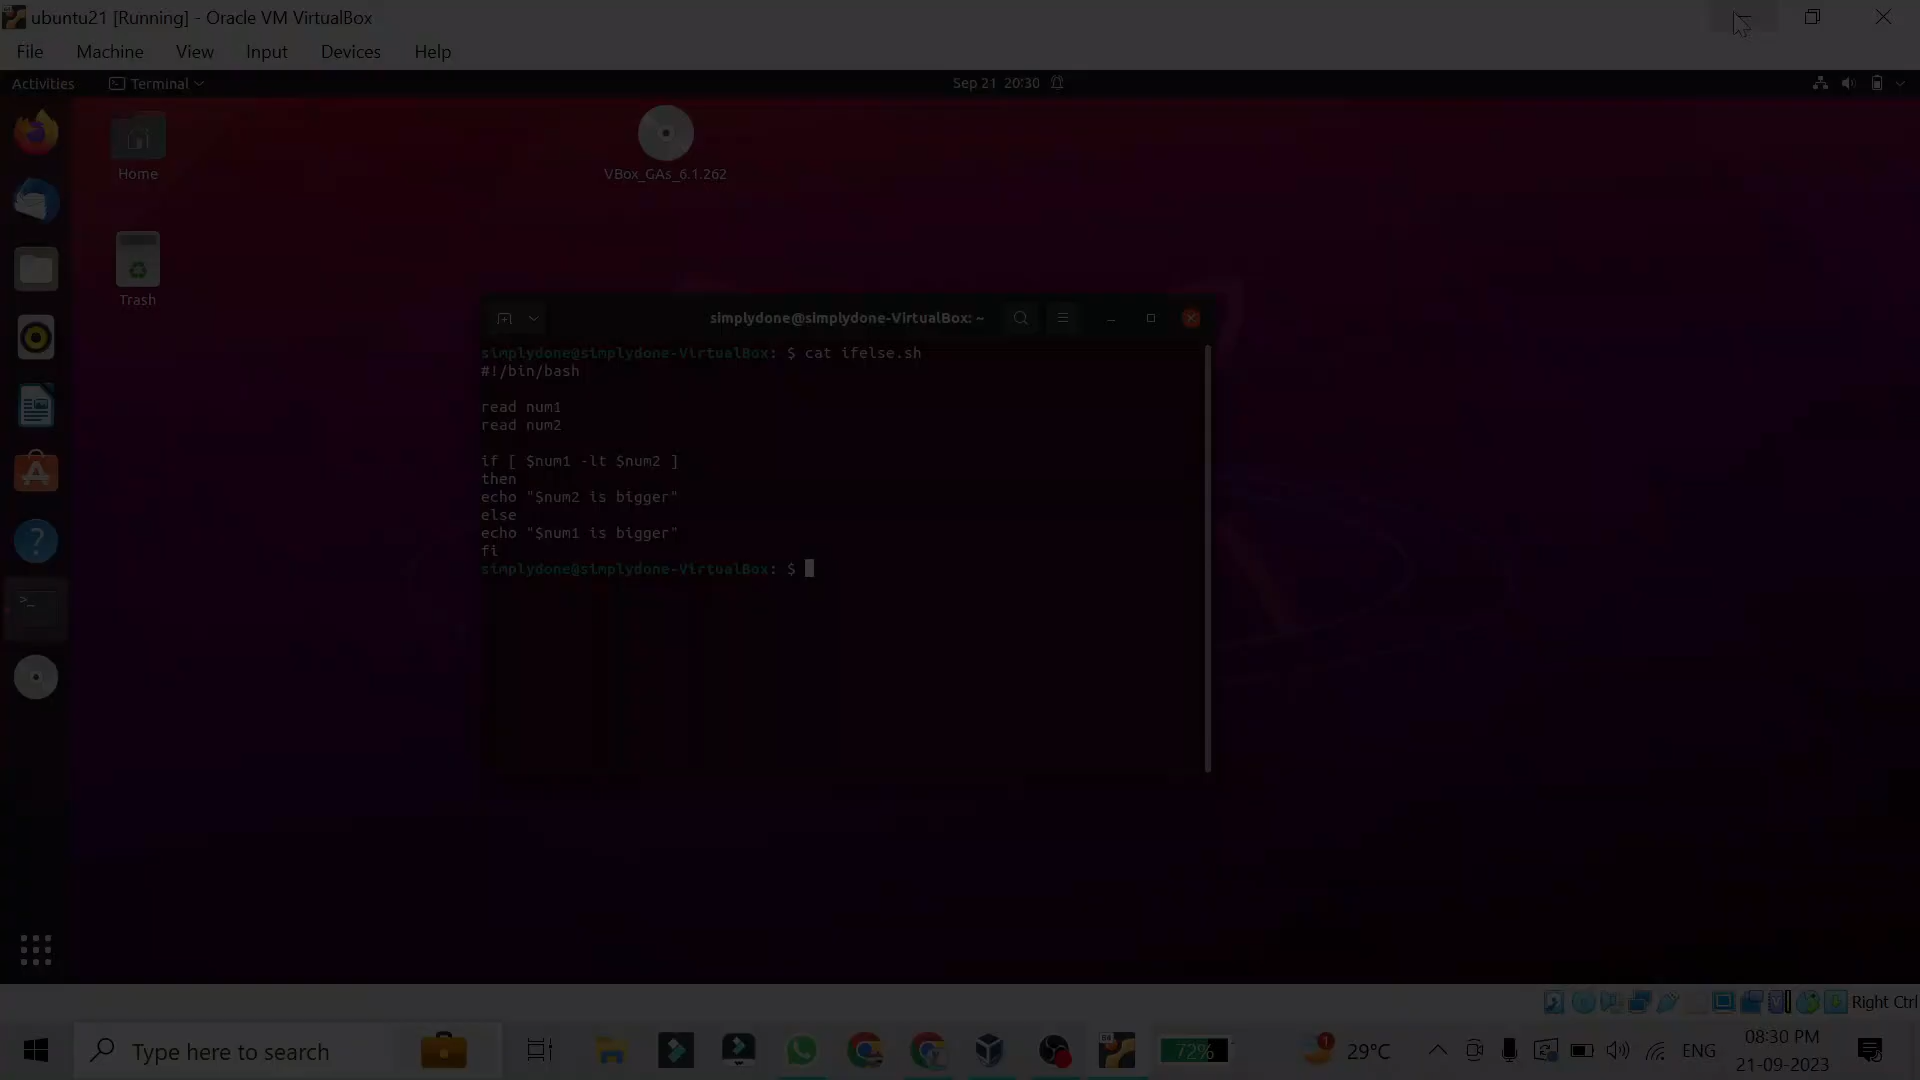 ubuntu21 [Running] - Oracle VM VirtualBox
File Machine View Input Devices Help
Activities Terminal Sep 21 20:30
Home
VBox_GAs_6.1.262
Trash
simplydone@simplydone-VirtualBox: ~
simplydone@simplydone-VirtualBox: $ cat ifelse.sh
#!/bin/bash
read num1
read num2
if [ $num1 -lt $num2 ]
then
echo "$num2 is bigger"
else
echo "$num1 is bigger"
fi
simplydone@simplydone-VirtualBox: $
Right Ctrl
Type here to search
72%
1
29°C
ENG
08:30 PM
21-09-2023